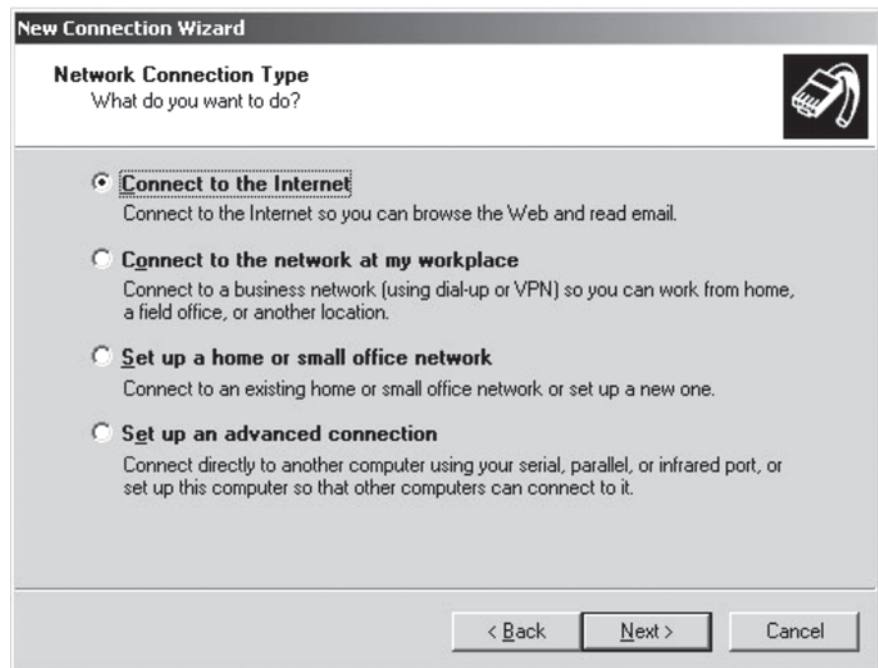 New Connection Wizard
Network Connection Type
What do you want to do?
Connect to the Internet
Connect to the Internet so you can browse the Web and read email.
Connect to the network at my workplace
Connect to a business network (using dial-up or VPN) so you can work from home,
a field office, or another location.
Set up a home or small office network
Connect to an existing home or small office network or set up a new one.
Set up an advanced connection
Connect directly to another computer using your serial, parallel, or infrared port, or
set up this computer so that other computers can connect to it.
< Back Next > Cancel